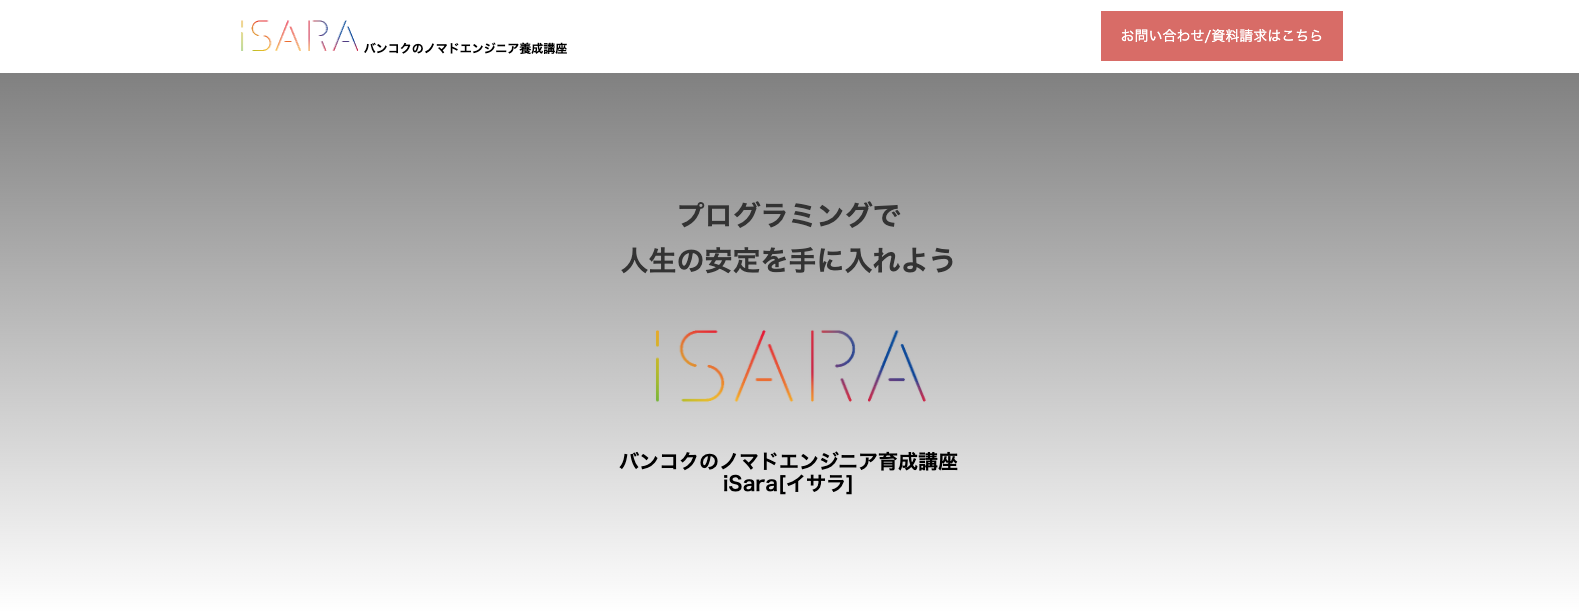 iSARA バンコクのノマドエンジニア養成講座
お問い合わせ/資料請求はこちら
プログラミングで
人生の安定を手に入れよう
iSARA
バンコクのノマドエンジニア育成講座
iSara[イサラ]